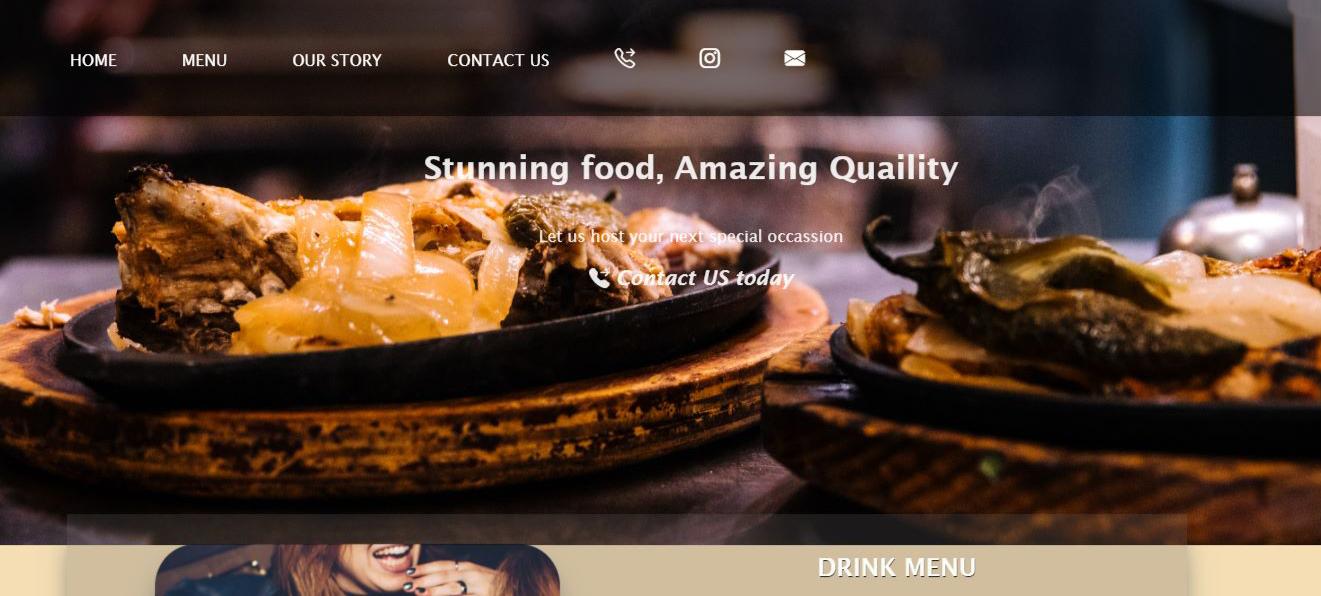 HOME MENU OUR STORY CONTACT US
Stunning food, Amazing Quaility
Let us host your next special occassion
Contact US today
DRINK MENU